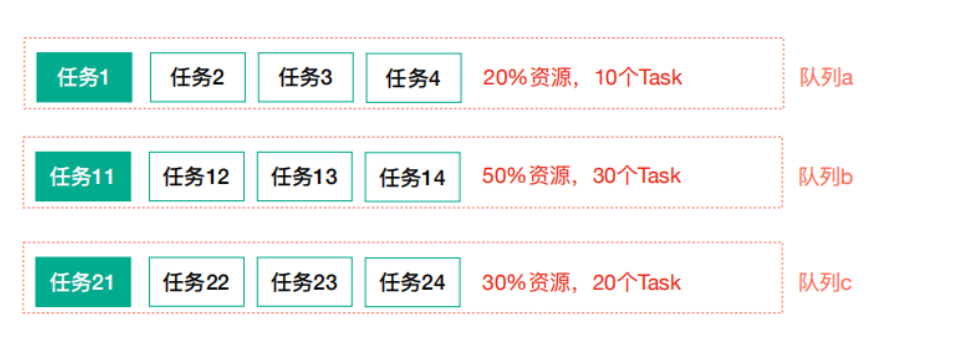 任务1 任务2 任务3 任务4 20%资源，10个Task 队列a
任务11 任务12 任务13 任务14 50%资源，30个Task 队列b
任务21 任务22 任务23 任务24 30%资源，20个Task 队列c